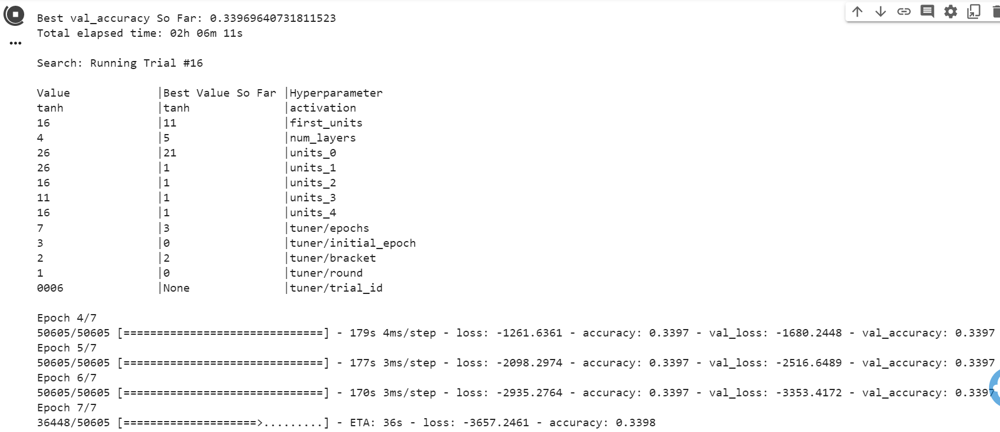 Best val_accuracy So Far: 0.33969640731811523
Total elapsed time: 02h 06m 11s
Search: Running Trial #16
Value             |Best Value So Far |Hyperparameter
tanh              |tanh              |activation
16                |11                |first_units
4                 |5                 |num_layers
26                |21                |units_0
26                |1                 |units_1
16                |1                 |units_2
11                |1                 |units_3
16                |1                 |units_4
7                 |3                 |tuner/epochs
3                 |0                 |tuner/initial_epoch
2                 |2                 |tuner/bracket
1                 |0                 |tuner/round
0006              |None              |tuner/trial_id
Epoch 4/7
50605/50605 [==============================] - 179s 4ms/step - loss: -1261.6361 - accuracy: 0.3397 - val_loss: -1680.2448 - val_accuracy: 0.3397
Epoch 5/7
50605/50605 [==============================] - 177s 3ms/step - loss: -2098.2974 - accuracy: 0.3397 - val_loss: -2516.6489 - val_accuracy: 0.3397
Epoch 6/7
50605/50605 [==============================] - 170s 3ms/step - loss: -2935.2764 - accuracy: 0.3397 - val_loss: -3353.4172 - val_accuracy: 0.3397
Epoch 7/7
36448/50605 [====================>.........] - ETA: 36s - loss: -3657.2461 - accuracy: 0.3398